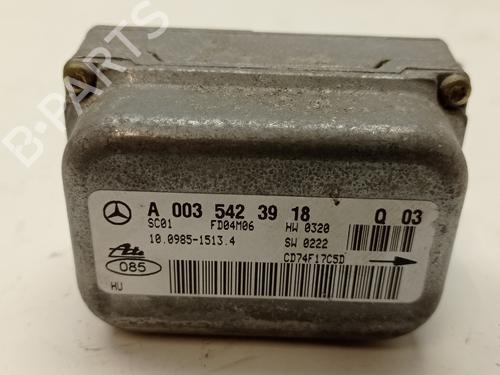 B-PARTS
A 003 542 39 18 Q 03
SC01 FD04M06 HW 0320
10.0985-1513.4 SW 0222
Ate CD74F17C5D
085
HU